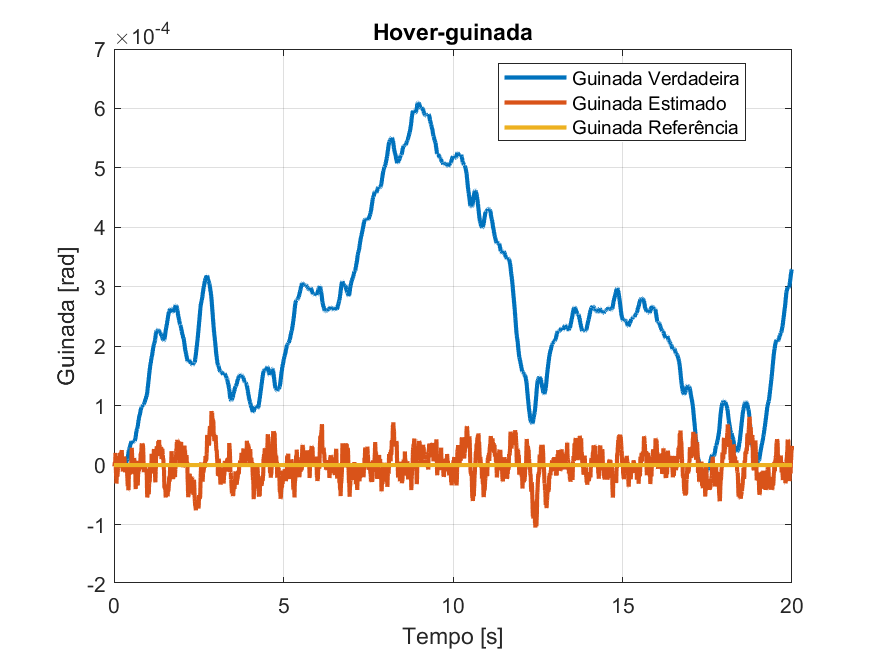 Hover-guinada
×10⁻⁴
7
6
5
4
3
2
1
0
-1
-2
0 5 10 15 20
Guinada [rad]
Tempo [s]
Guinada Verdadeira
Guinada Estimado
Guinada Referência